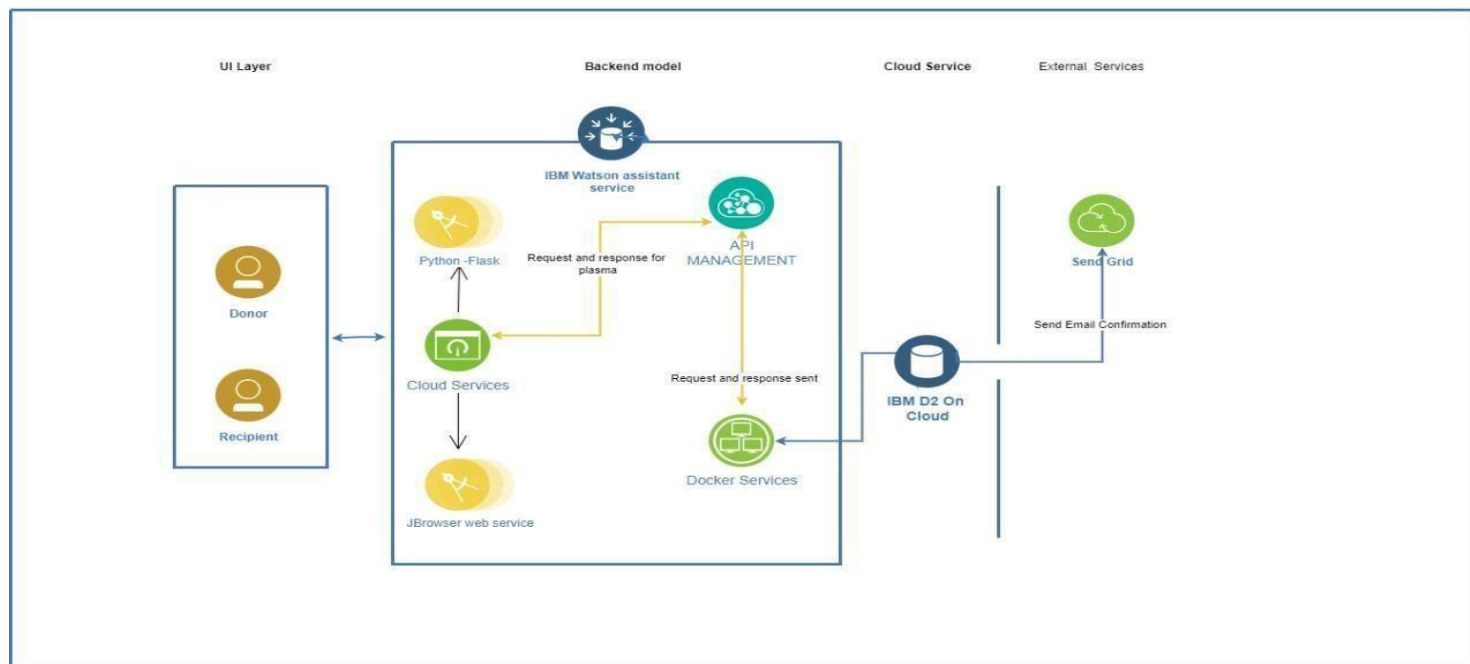 UI Layer
Backend model
Cloud Service
External Services
IBM Watson assistant
service
Python -Flask
Request and response for
plasma
API
MANAGEMENT
Send Grid
Donor
Send Email Confirmation
Cloud Services
Request and response sent
IBM D2 On
Cloud
Recipient
Docker Services
JBrowser web service